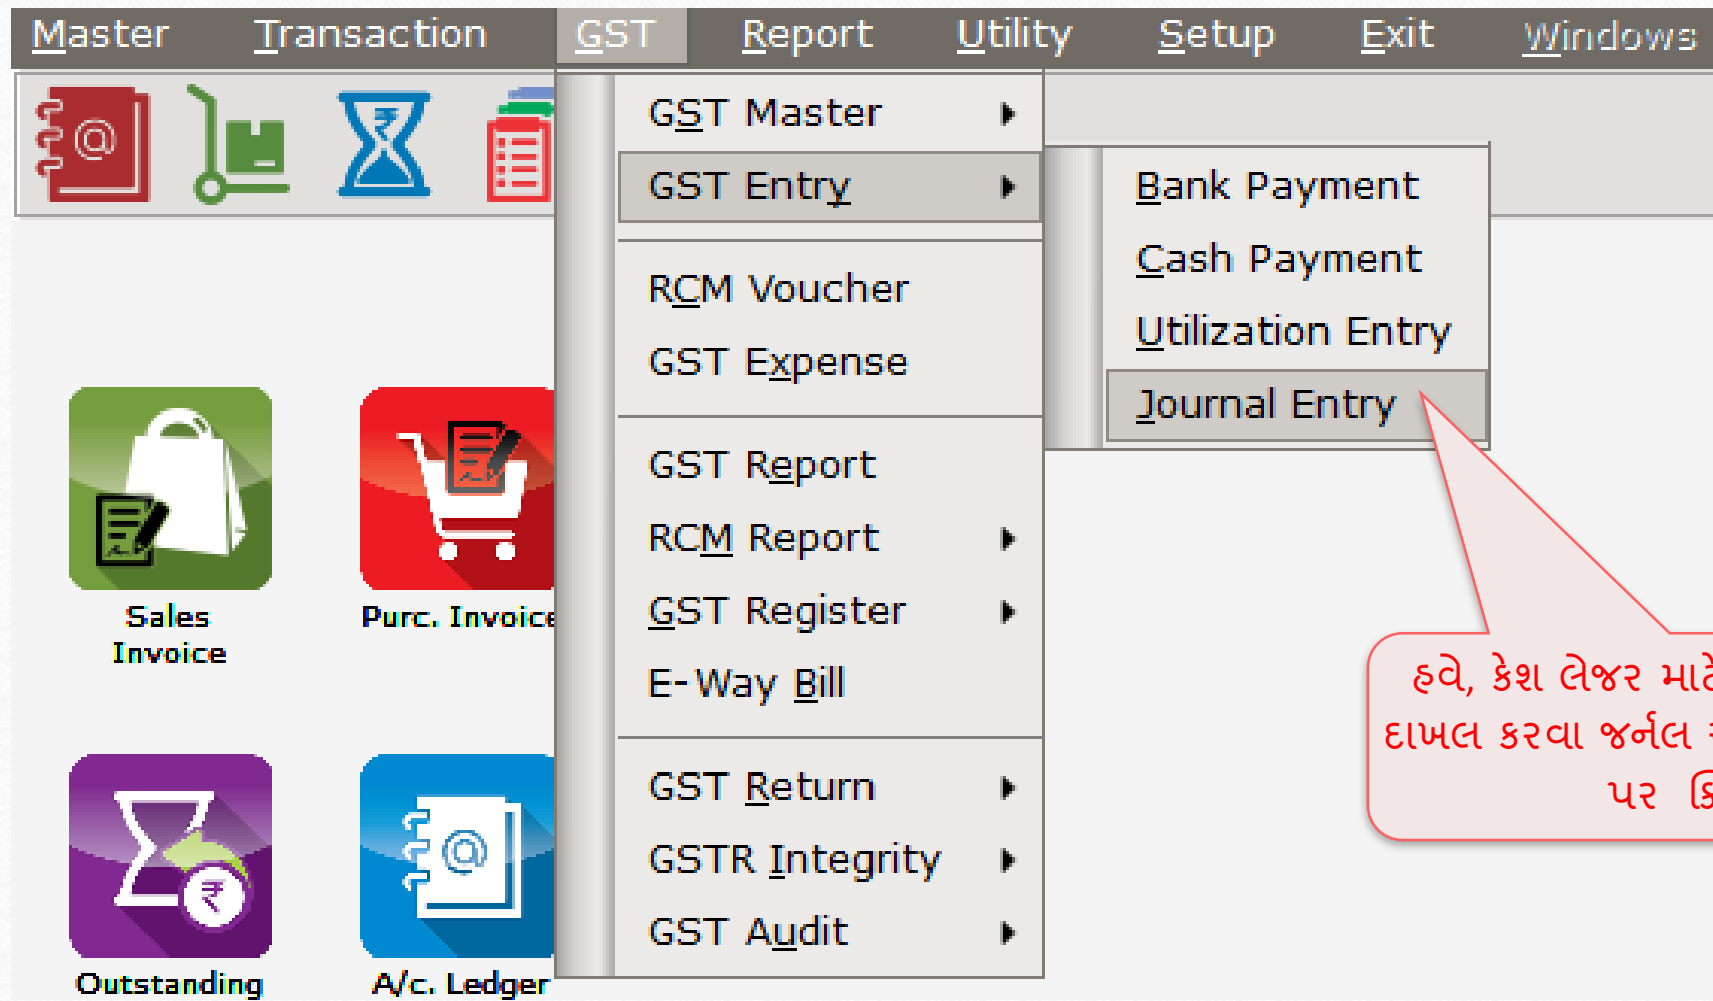 Master Transaction GST Report Utility Setup Exit Windows
GST Master
GST Entry
RCM Voucher
GST Expense
GST Report
RCM Report
GST Register
E-Way Bill
GST Return
GSTR Integrity
GST Audit
Bank Payment
Cash Payment
Utilization Entry
Journal Entry
Sales
Invoice
Purc. Invoice
Outstanding
A/c. Ledger
હવે, કેશ લેજર માટે
દાખલ કરવા જર્નલ
પર